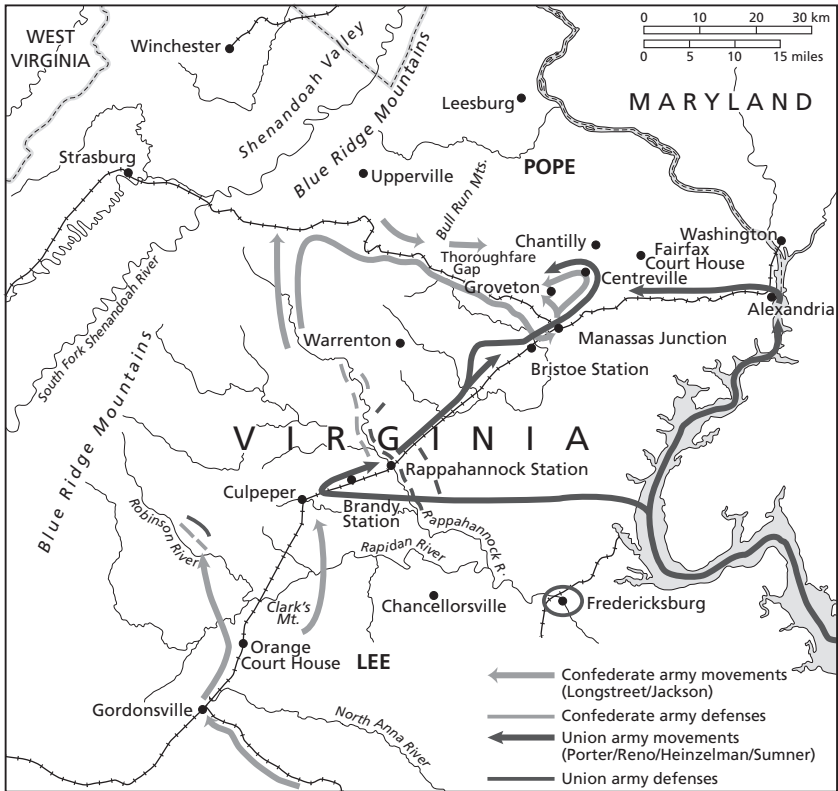 0 10 20 30 km
0 5 10 15 miles
WEST
VIRGINIA
Winchester
Shenandoah Valley
Blue Ridge Mountains
Leesburg
MARYLAND
Strasburg
Upperville
POPE
Bull Run Mts.
Chantilly
Washington
Fairfax
Court House
Thoroughfare
Gap
Centreville
Groveton
Alexandria
South Fork Shenandoah River
Warrenton
Manassas Junction
Bristoe Station
Blue Ridge Mountains
VIRGINIA
Rappahannock Station
Culpeper
Brandy
Station
Rappahannock R.
Robinson
River
Rapidan River
Clark's
Mt.
Chancellorsville
Fredericksburg
Orange
Court House
LEE
Gordonsville
North Anna River
Confederate army movements
(Longstreet/Jackson)
Confederate army defenses
Union army movements
(Porter/Reno/Heinzelman/Sumner)
Union army defenses